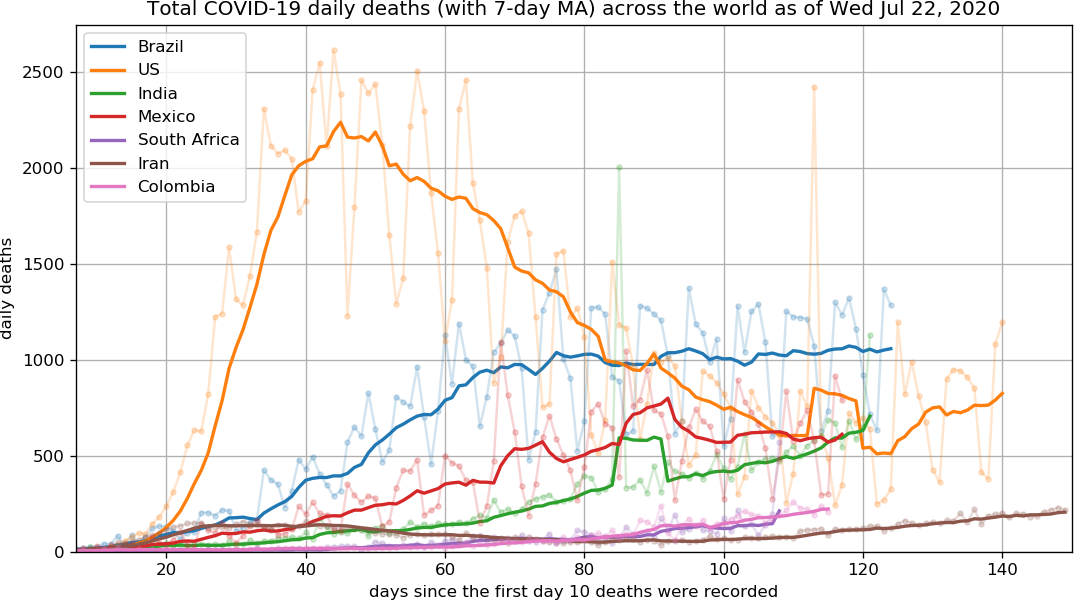 Total COVID-19 daily deaths (with 7-day MA) across the world as of Wed Jul 22, 2020
Brazil
US
India
Mexico
South Africa
Iran
Colombia
2500
2000
1500
1000
500
0
daily deaths
20
40
60
80
100
120
140
days since the first day 10 deaths were recorded